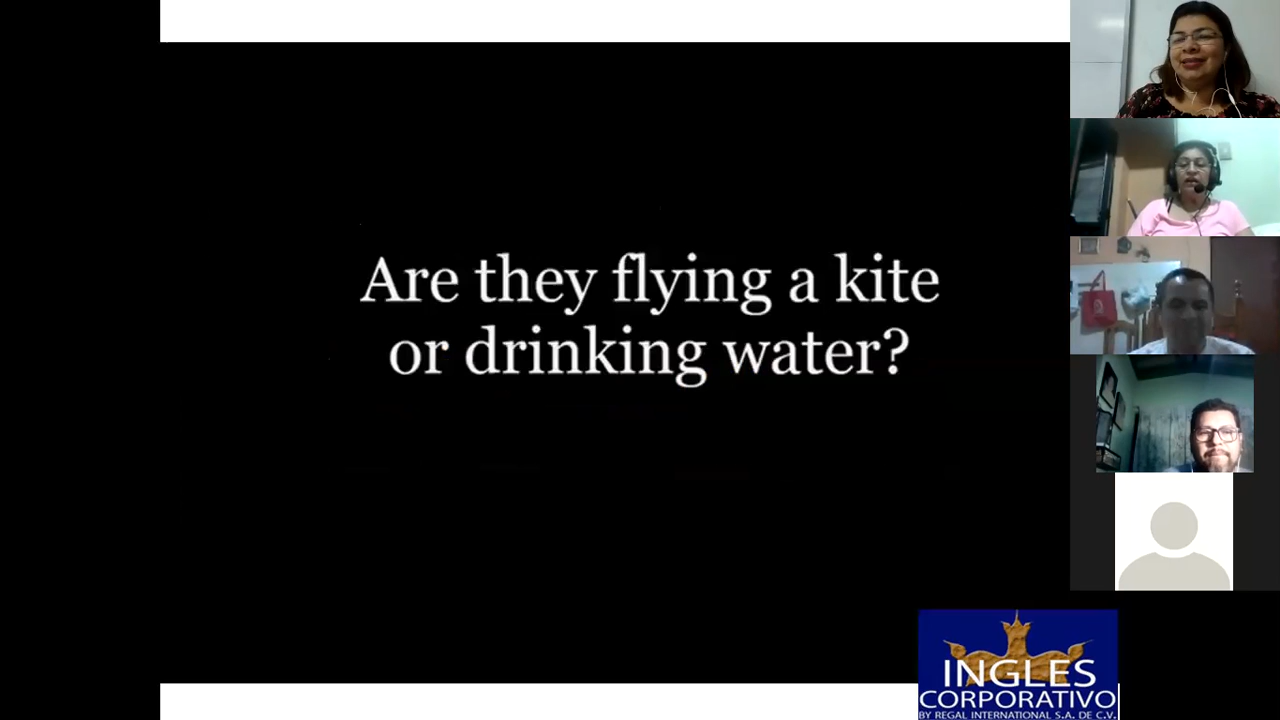 Are they flying a kite
or drinking water?
INGLES
CORPORATIVO
BY REGAL INTERNATIONAL S.A. DE C.V.